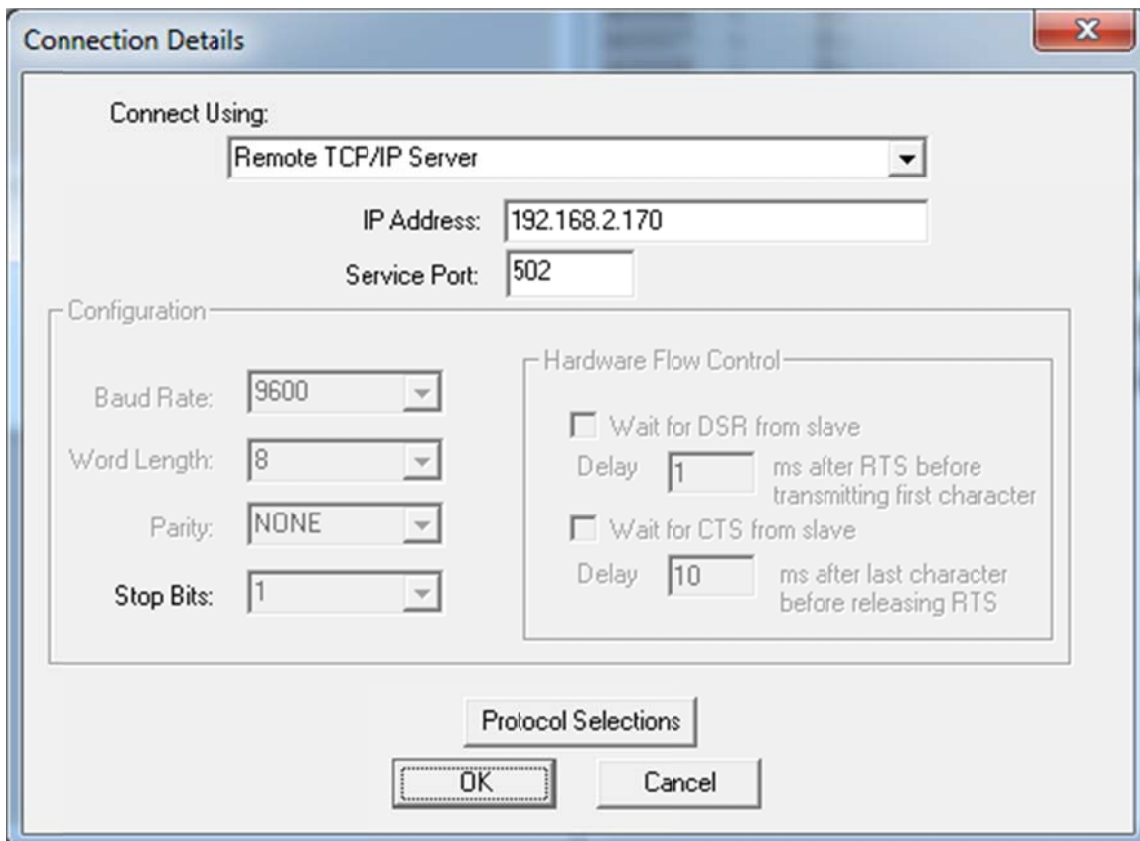 Connection Details
Connect Using:
Remote TCP/IP Server
IP Address: 192.168.2.170
Service Port: 502
Configuration
Baud Rate: 9600
Word Length: 8
Parity: NONE
Stop Bits: 1
Hardware Flow Control
Wait for DSR from slave
Delay 1 ms after RTS before
transmitting first character
Wait for CTS from slave
Delay 10 ms after last character
before releasing RTS
Protocol Selections
OK Cancel